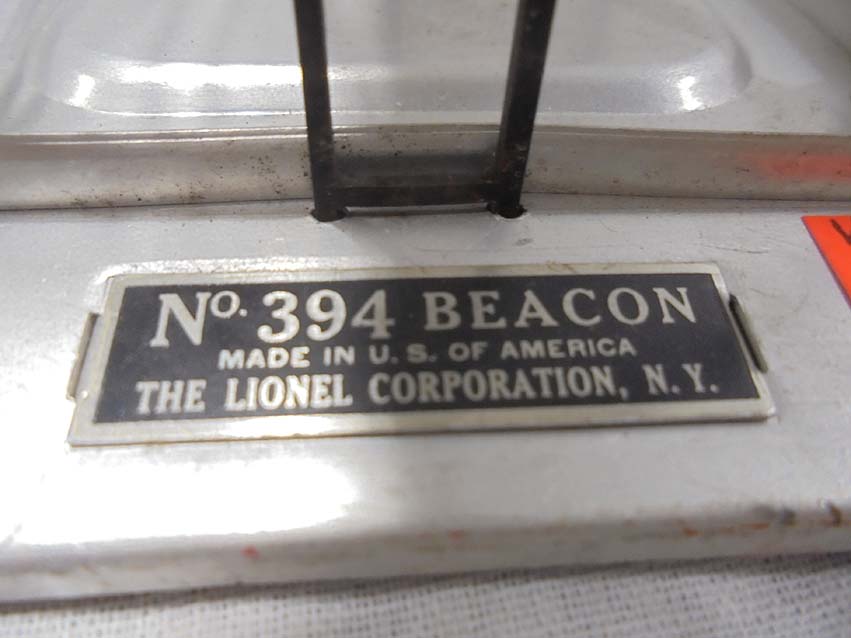 No. 394 BEACON
MADE IN U. S. OF AMERICA
THE LIONEL CORPORATION, N. Y.